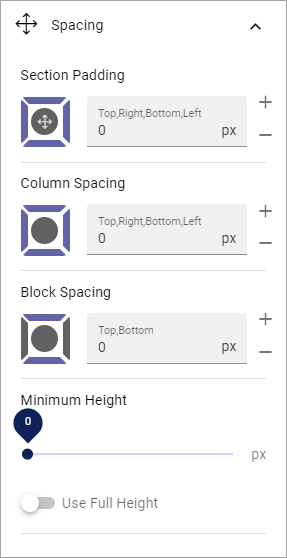 Spacing
Section Padding
Top,Right,Bottom,Left
0 px
Column Spacing
Top,Right,Bottom,Left
0 px
Block Spacing
Top,Bottom
0 px
Minimum Height
0
px
Use Full Height